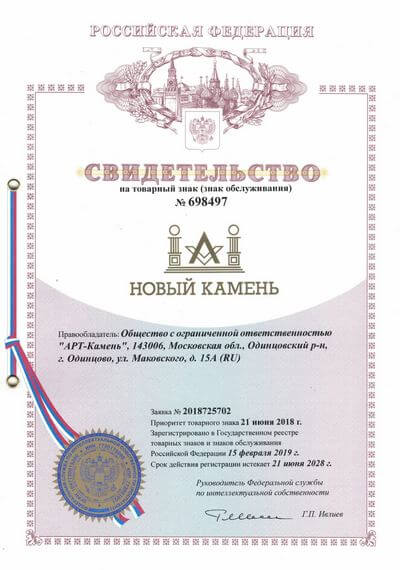 РОССИЙСКАЯ ФЕДЕРАЦИЯ
СВИДЕТЕЛЬСТВО
на товарный знак (знак обслуживания)
№ 698497
НОВЫЙ КАМЕНЬ
Правообладатель: Общество с ограниченной ответственностью
"АРТ-Камень", 143006, Московская обл., Одинцовский р-н,
г. Одинцово, ул. Маковского, д. 15А (RU)
Заявка № 2018725702
Приоритет товарного знака 21 июня 2018 г.
Зарегистрировано в Государственном реестре
товарных знаков и знаков обслуживания
Российской Федерации 15 февраля 2019 г.
Срок действия регистрации истекает 21 июня 2028 г.
Руководитель Федеральной службы
по интеллектуальной собственности
Г.П. Ивлиев